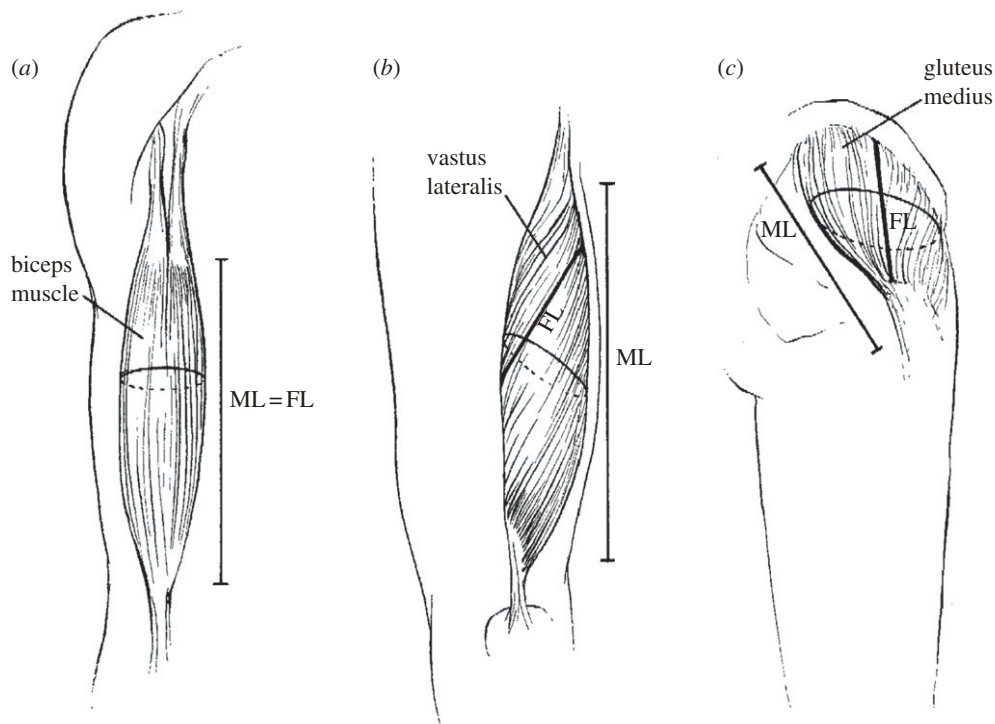 (a)
biceps
muscle
ML = FL
(b)
vastus
lateralis
FL
ML
(c)
gluteus
medius
ML
FL